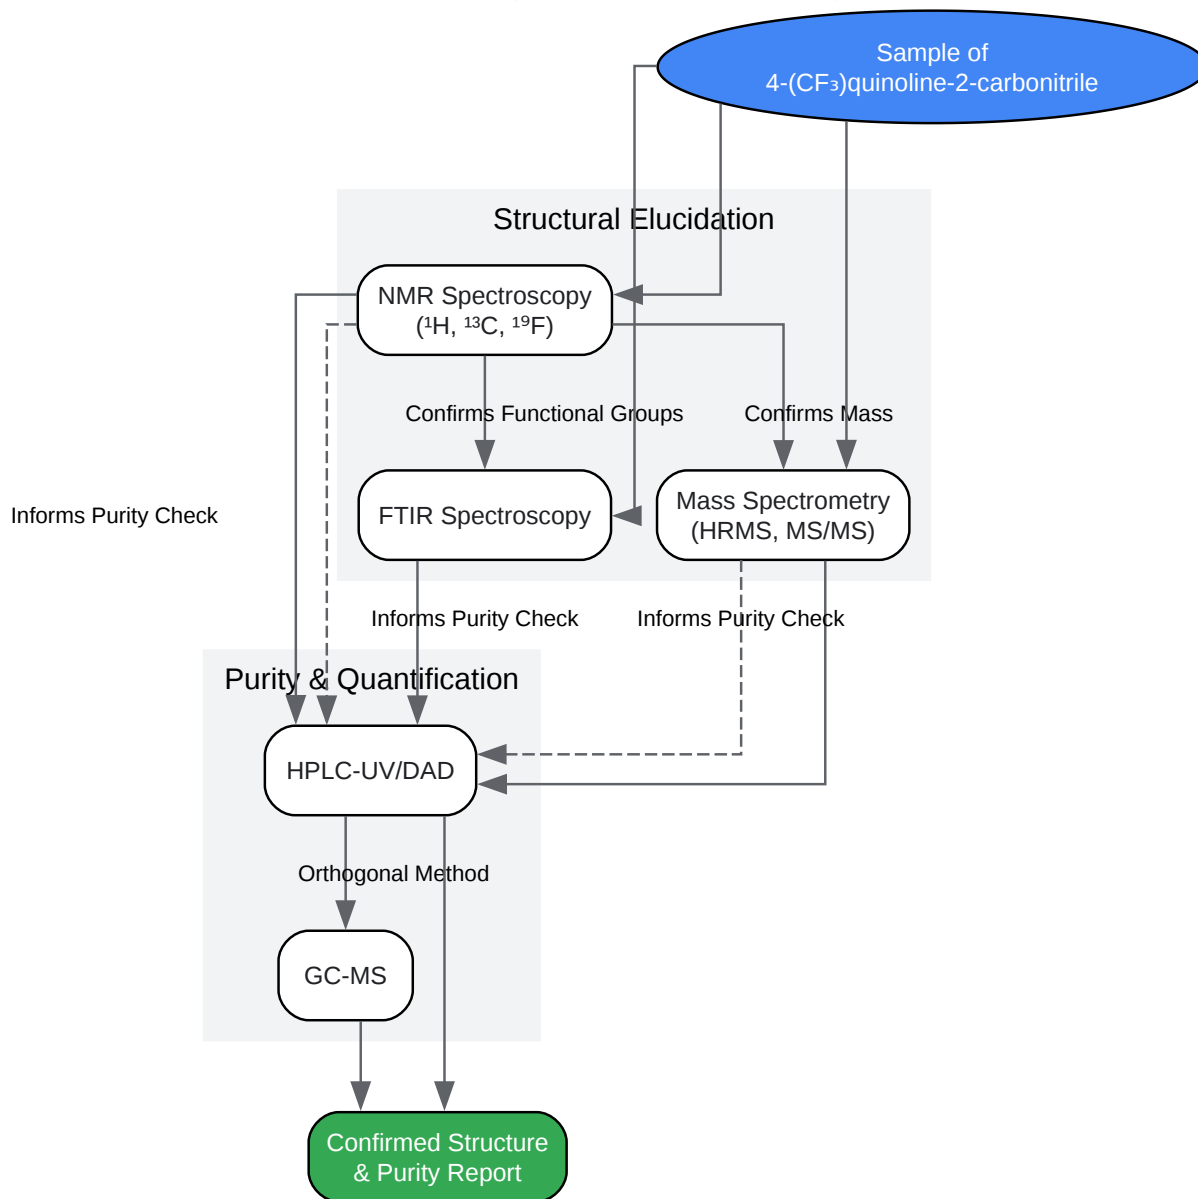 Sample of
4-(CF₃)quinoline-2-carbonitrile
Structural Elucidation
NMR Spectroscopy
(¹H, ¹³C, ¹⁹F)
Confirms Functional Groups
Confirms Mass
FTIR Spectroscopy
Mass Spectrometry
(HRMS, MS/MS)
Informs Purity Check
Informs Purity Check
Informs Purity Check
Purity & Quantification
HPLC-UV/DAD
Orthogonal Method
GC-MS
Confirmed Structure
& Purity Report